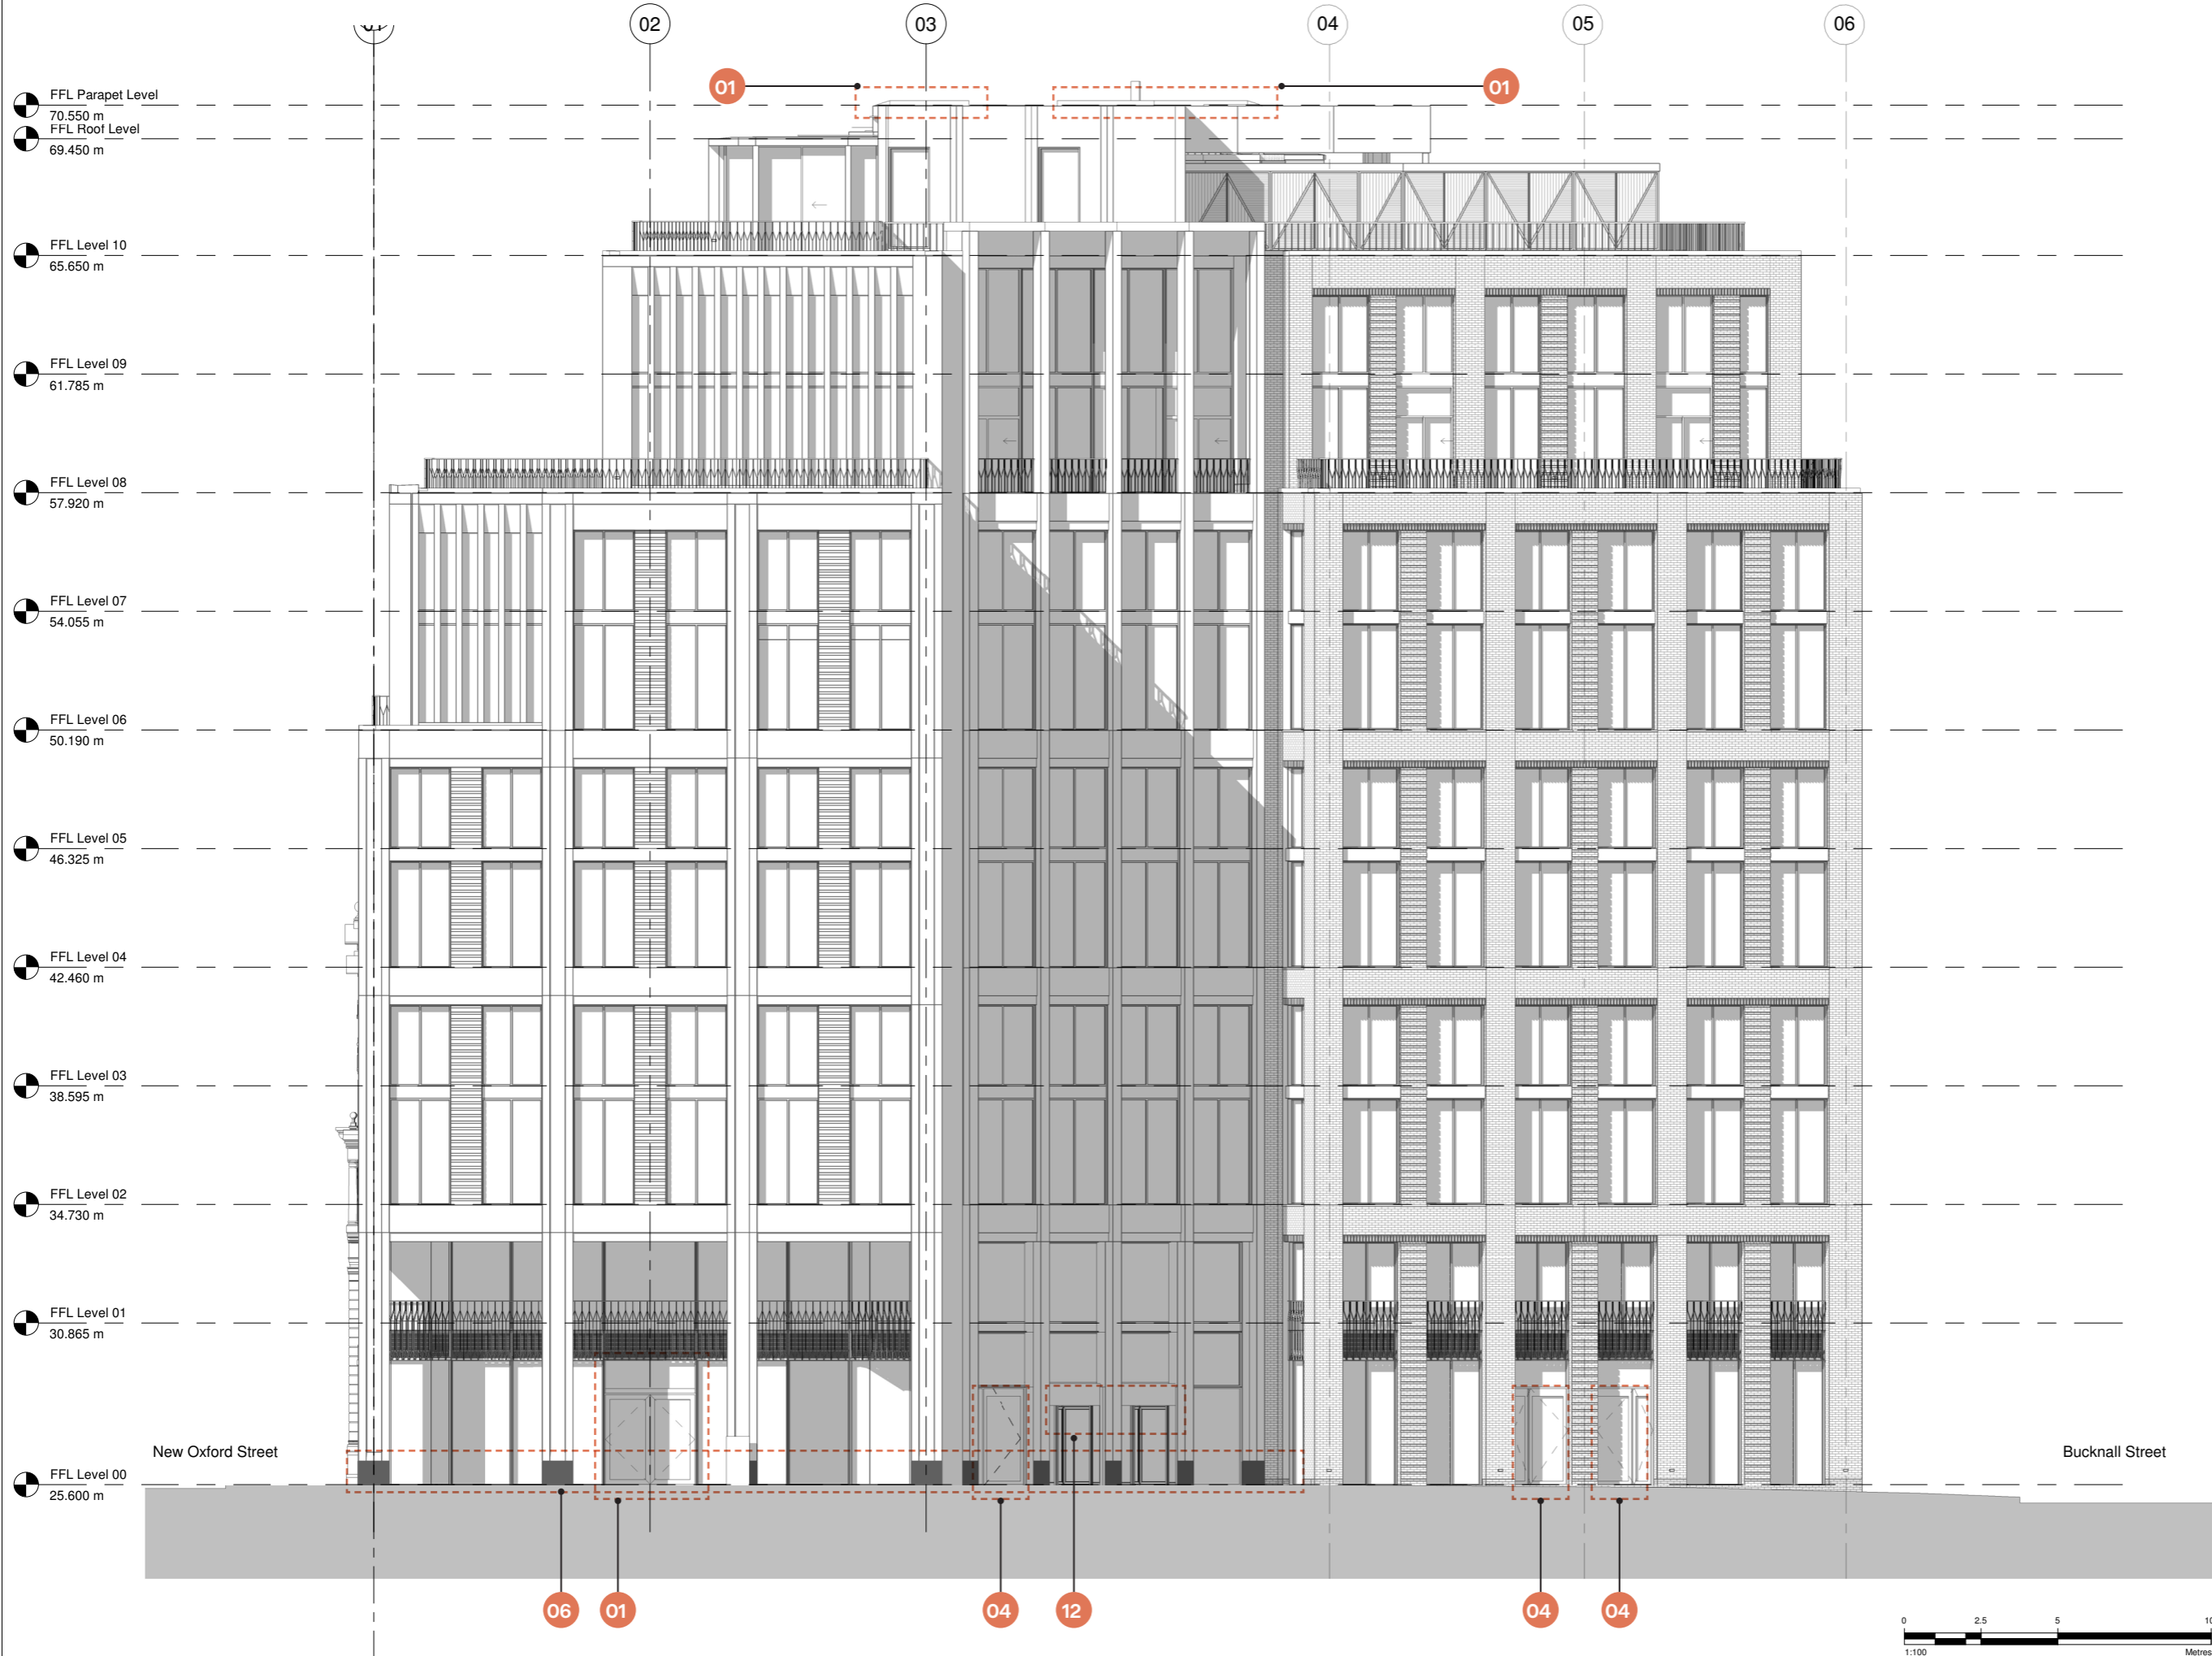 02
03
04
05
06
01
01
FFL Parapet Level
70.550 m
FFL Roof Level
69.450 m
FFL Level 10
65.650 m
FFL Level 09
61.785 m
FFL Level 08
57.920 m
FFL Level 07
54.055 m
FFL Level 06
50.190 m
FFL Level 05
46.325 m
FFL Level 04
42.460 m
FFL Level 03
38.595 m
FFL Level 02
34.730 m
FFL Level 01
30.865 m
New Oxford Street
Bucknall Street
FFL Level 00
25.600 m
06
01
04
12
04
04
0 2.5 5 10
1:100 Metres